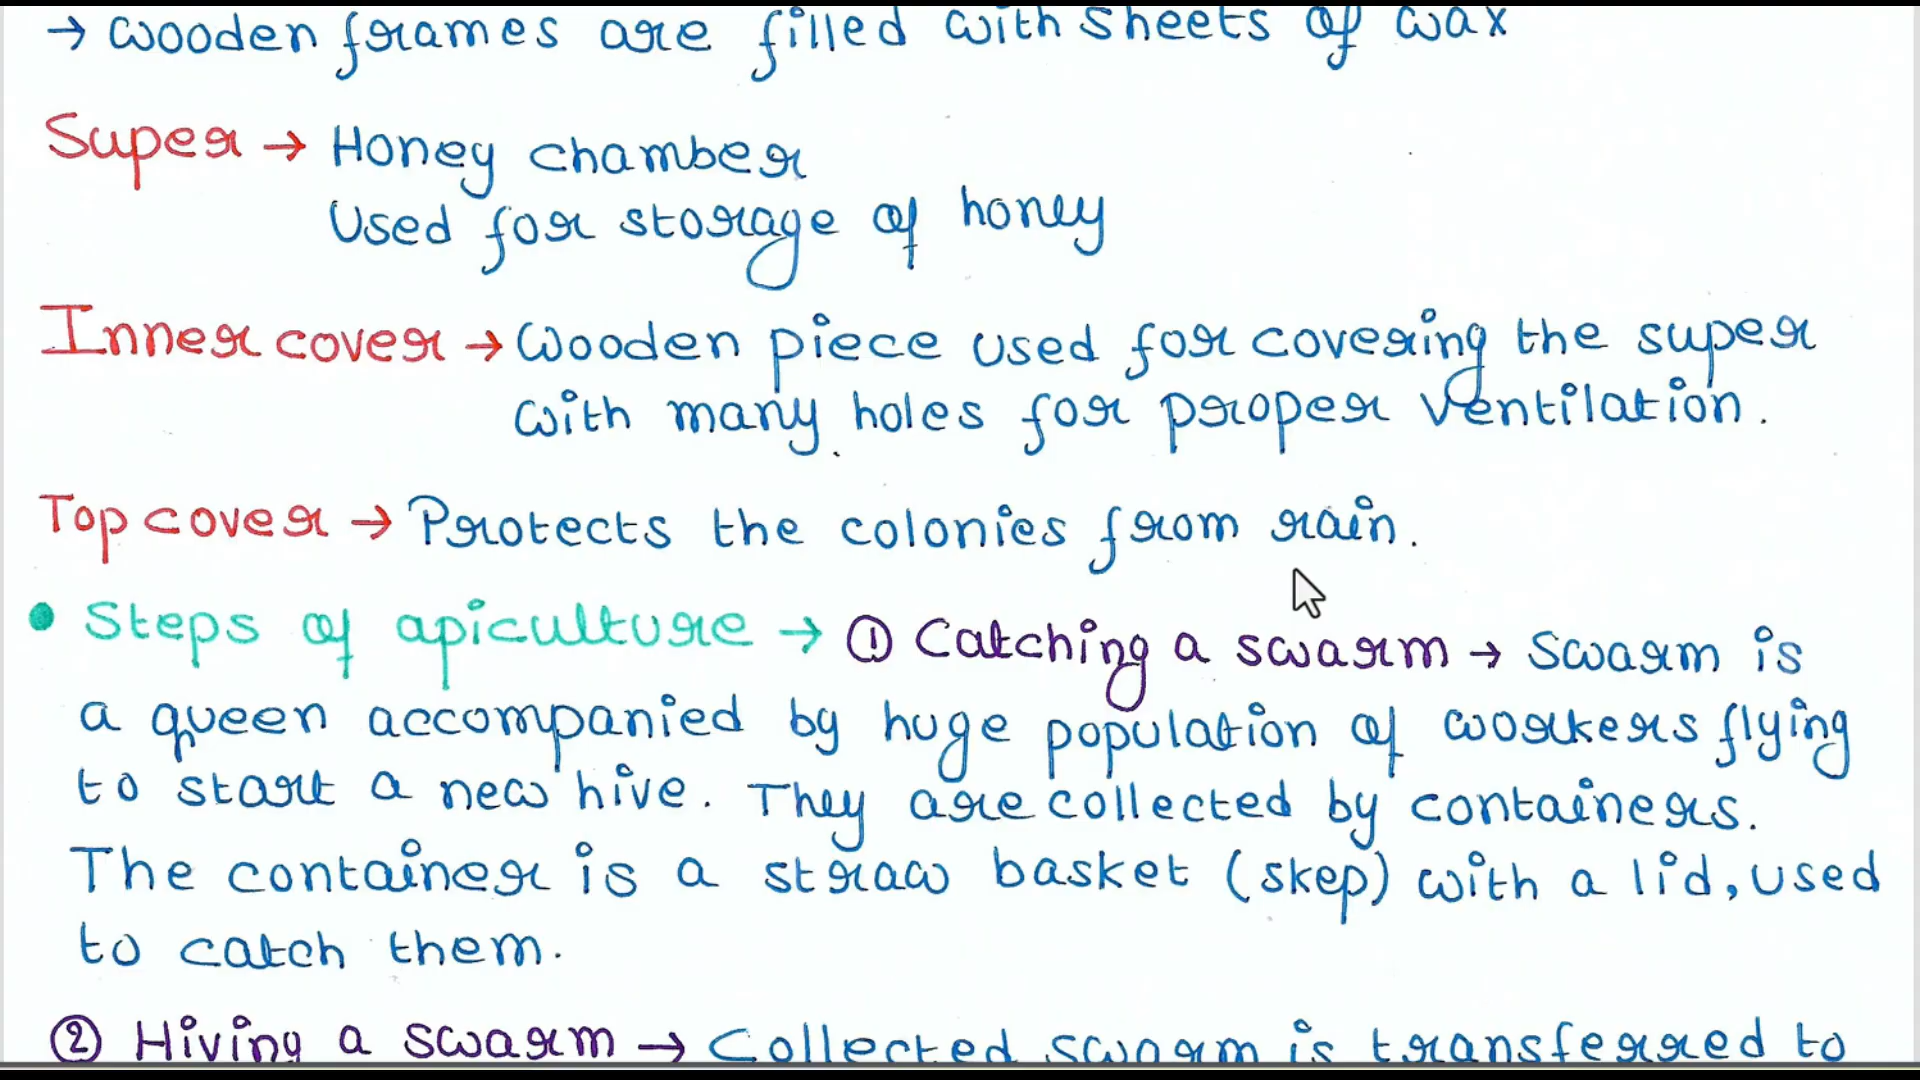 → Wooden frames are filled with sheets of wax
Super → Honey chamber
Used for storage of honey
Inner cover → Wooden piece used for covering the super
with many holes for proper ventilation.
Top cover → Protects the colonies from rain.
• Steps of apiculture → ① Catching a swarm → Swarm is
a queen accompanied by huge population of workers flying
to start a new hive. They are collected by containers.
The container is a straw basket (skep) with a lid, used
to catch them.
② Hiving a swarm → Collected swarm is transferred to